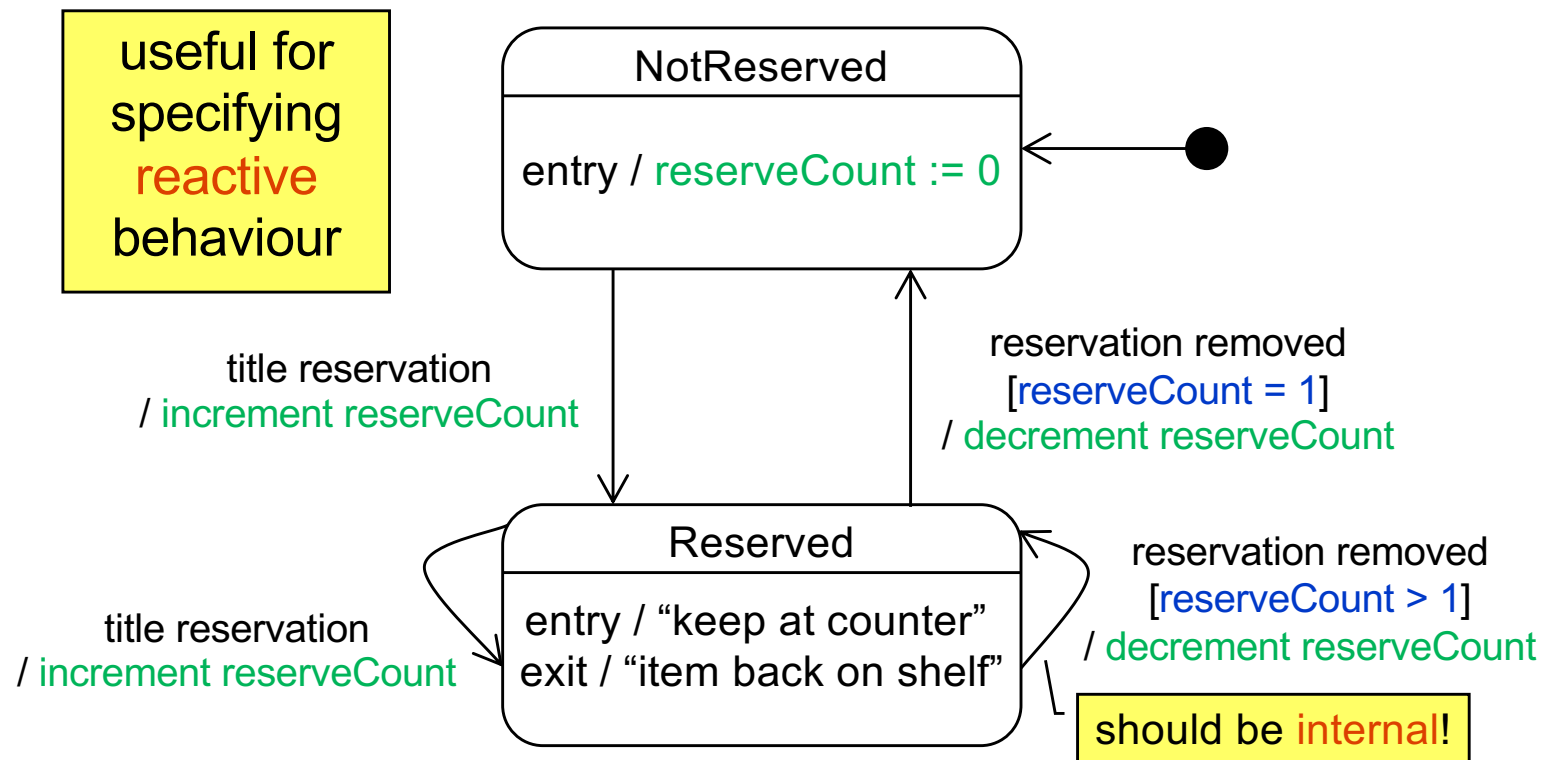 useful for
specifying
reactive
behaviour
NotReserved
entry / reserveCount := 0
title reservation
/ increment reserveCount
reservation removed
[reserveCount = 1]
/ decrement reserveCount
Reserved
entry / “keep at counter”
exit / “item back on shelf”
title reservation
/ increment reserveCount
reservation removed
[reserveCount > 1]
/ decrement reserveCount
should be internal!